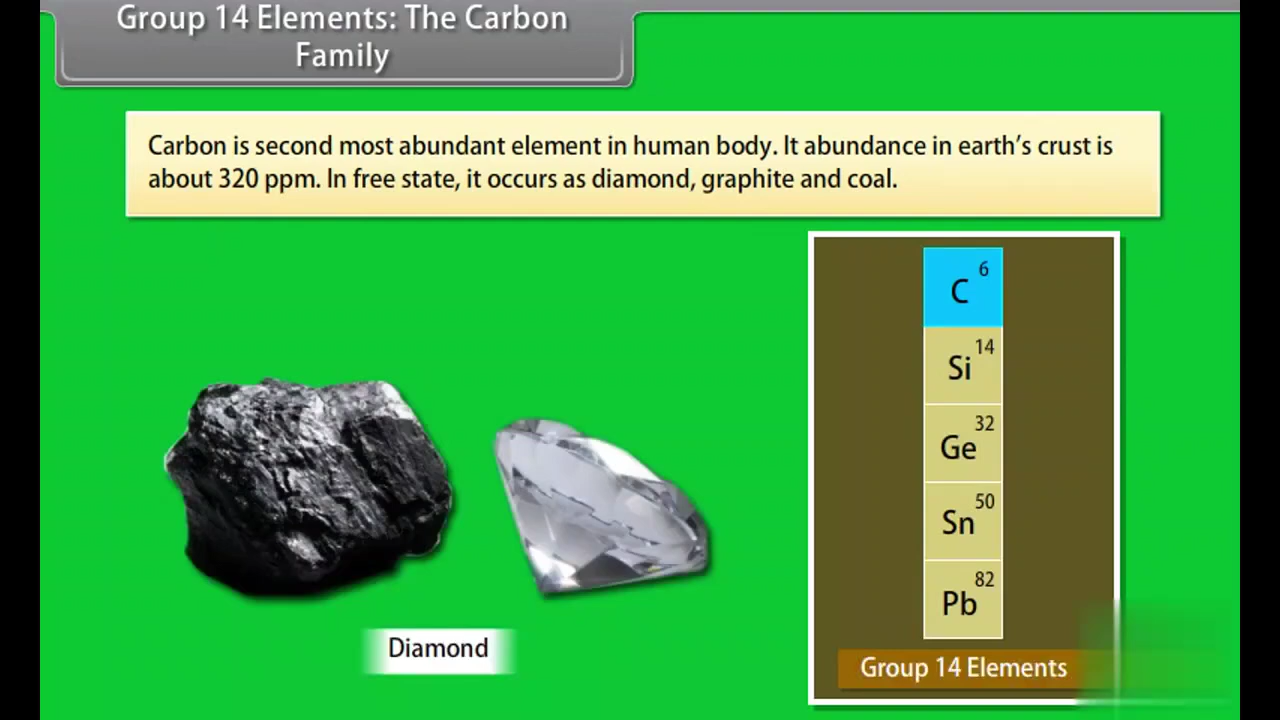 Group 14 Elements: The Carbon
Family
Carbon is second most abundant element in human body. It abundance in earth's crust is
about 320 ppm. In free state, it occurs as diamond, graphite and coal.
6
C
14
Si
32
Ge
50
Sn
82
Pb
Group 14 Elements
Diamond